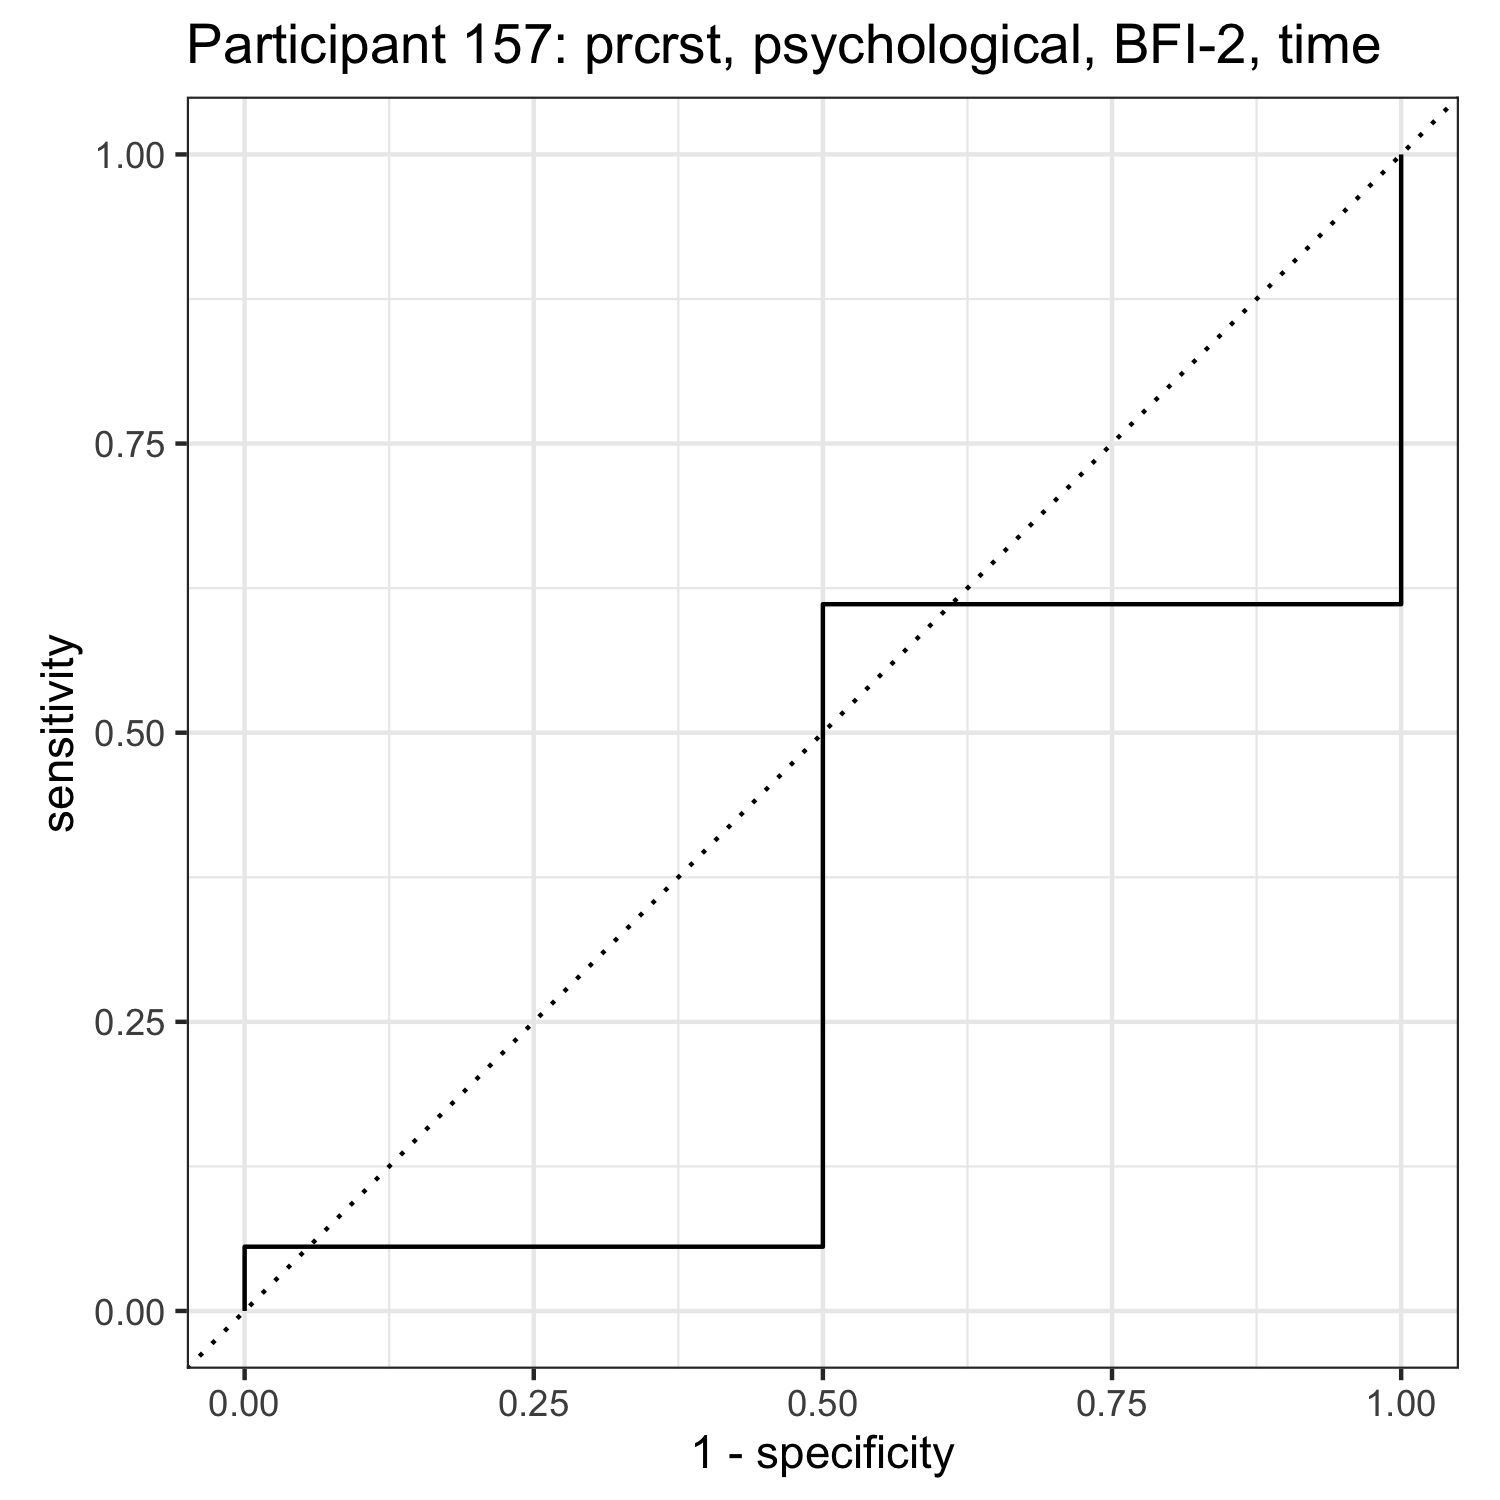 Participant 157: prcrst, psychological, BFI-2, time
1.00
0.75
0.50
0.25
0.00
sensitivity
0.00 0.25 0.50 0.75 1.00
1 - specificity